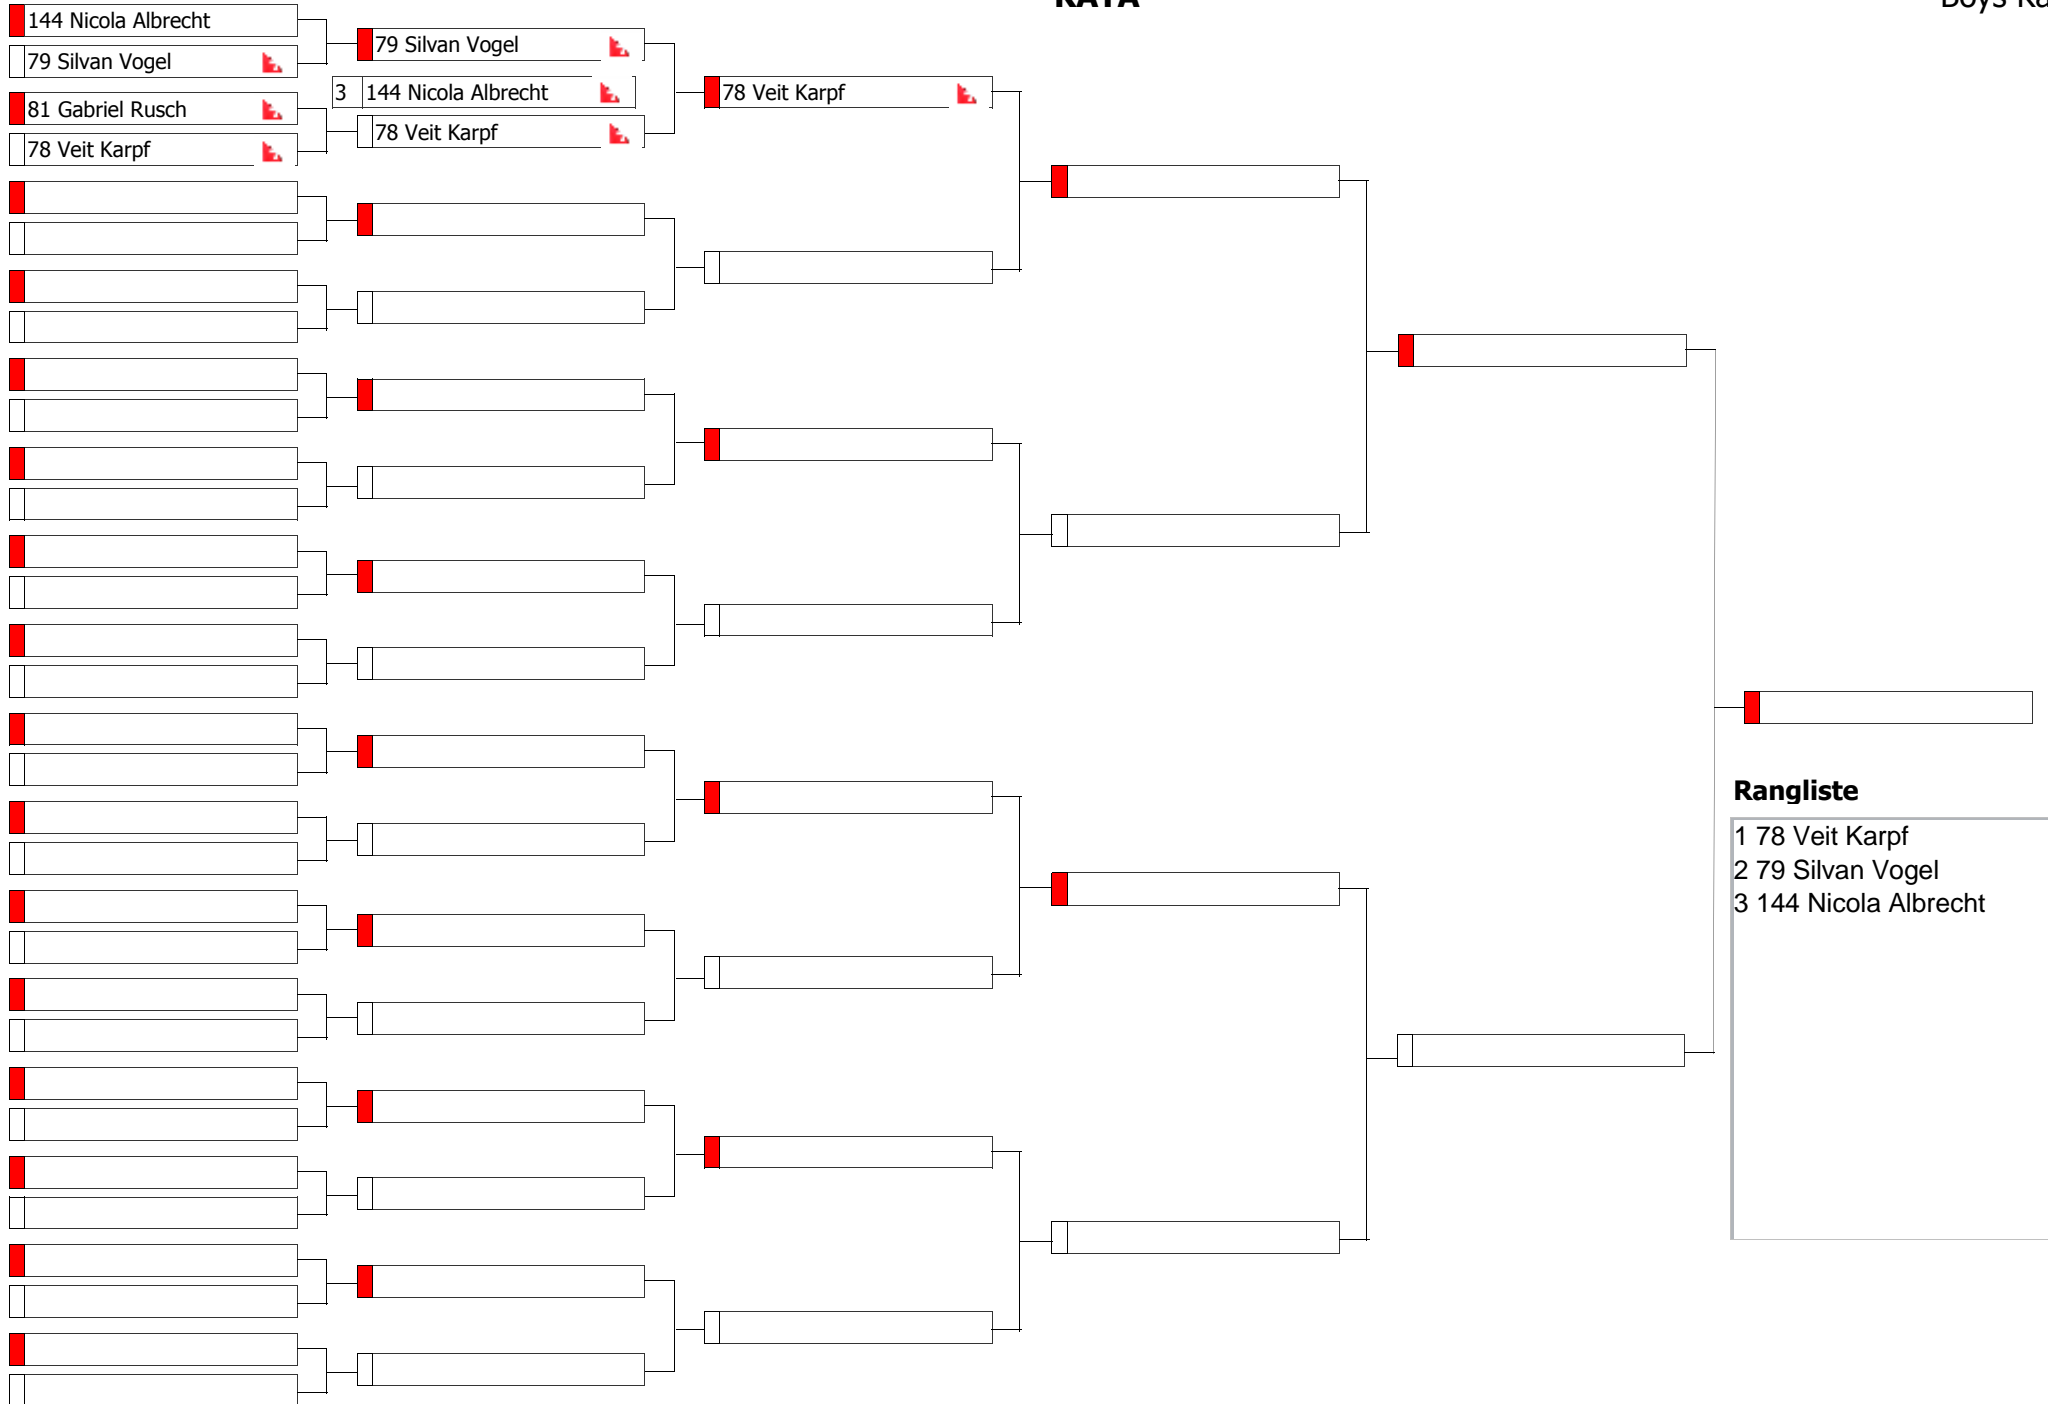 KATA
Boys Ka
144 Nicola Albrecht
79 Silvan Vogel
81 Gabriel Rusch
78 Veit Karpf
79 Silvan Vogel
3 144 Nicola Albrecht
78 Veit Karpf
78 Veit Karpf
Rangliste
1 78 Veit Karpf
2 79 Silvan Vogel
3 144 Nicola Albrecht